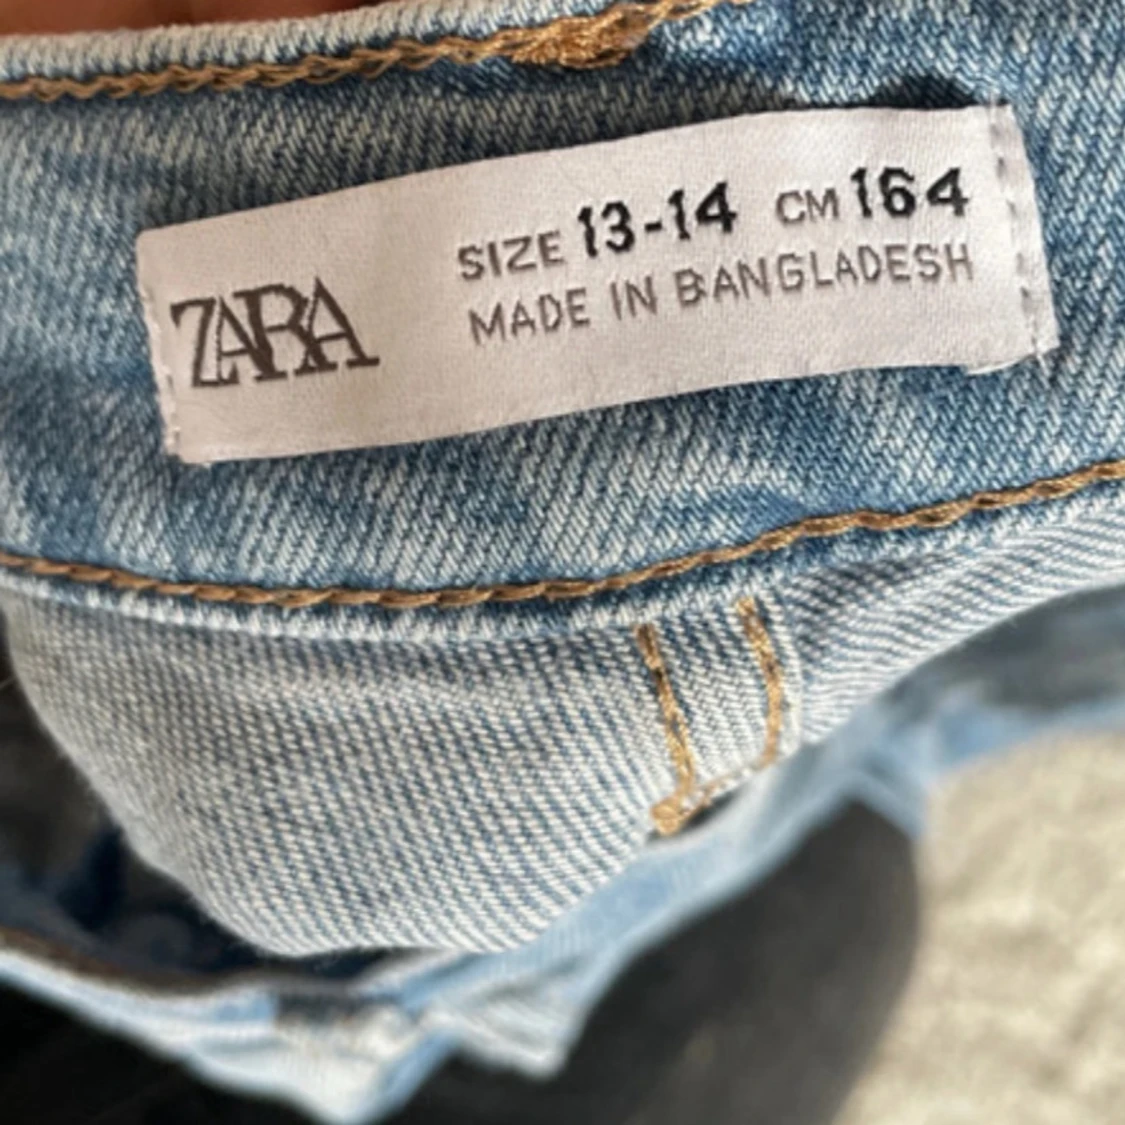 ZARA
SIZE 13-14 CM 164
MADE IN BANGLADESH